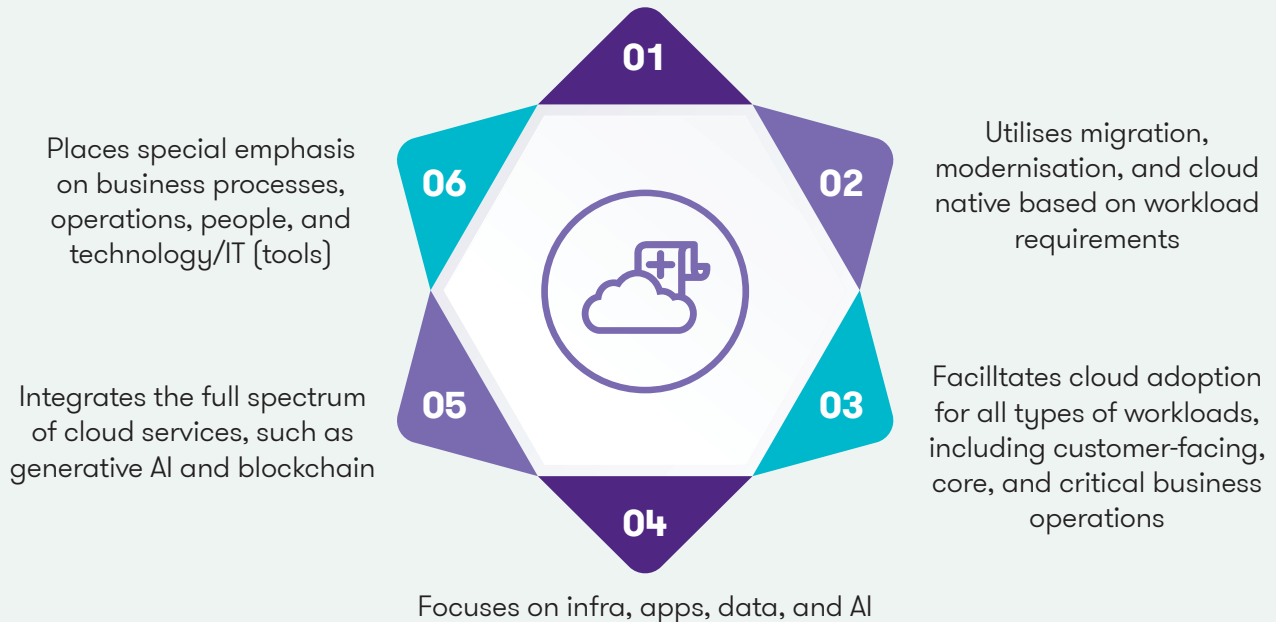 01
02
Utilises migration,
modernisation, and cloud
native based on workload
requirements
03
Facilltates cloud adoption
for all types of workloads,
including customer-facing,
core, and critical business
operations
04
Focuses on infra, apps, data, and AI
05
Integrates the full spectrum
of cloud services, such as
generative AI and blockchain
06
Places special emphasis
on business processes,
operations, people, and
technology/IT (tools)